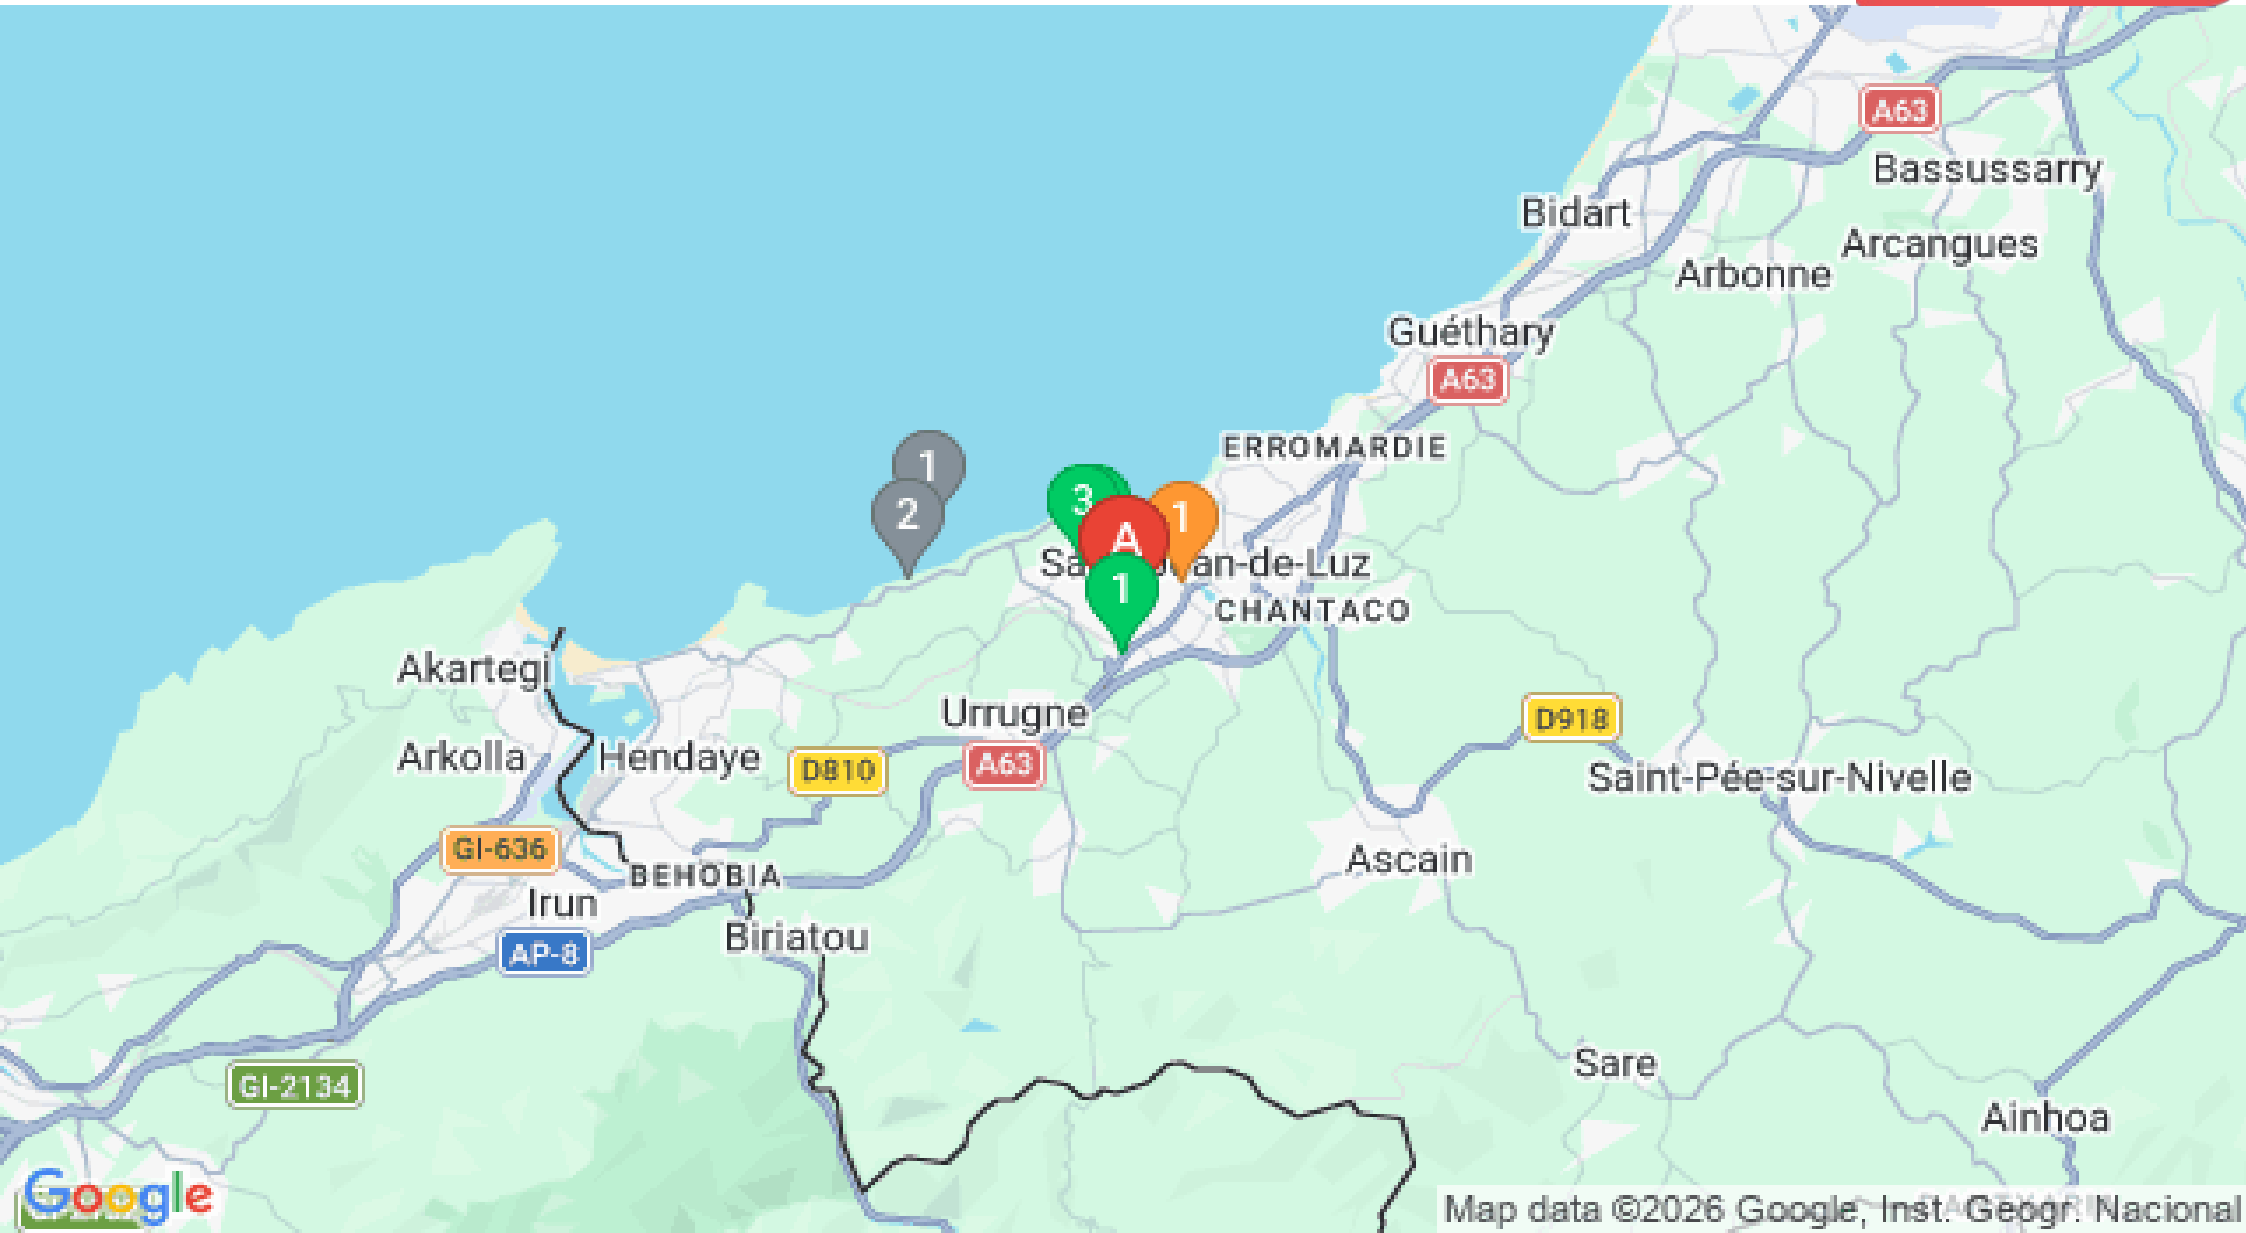 A63
Bassussarry
Bidart
Arcangues
Arbonne
Guéthary
A63
ERROMARDIE
1
2
3
1
A
1
Saint-Jean-de-Luz
CHANTACO
Akartegi
Urrugne
D918
Arkolla
Hendaye
D810
A63
Saint-Pée-sur-Nivelle
GI-636
BEHOBIA
Ascain
Irun
Biriatou
AP-8
Sare
GI-2134
Ainhoa
Google
Map data ©2026 Google, Inst. Geogr. Nacional